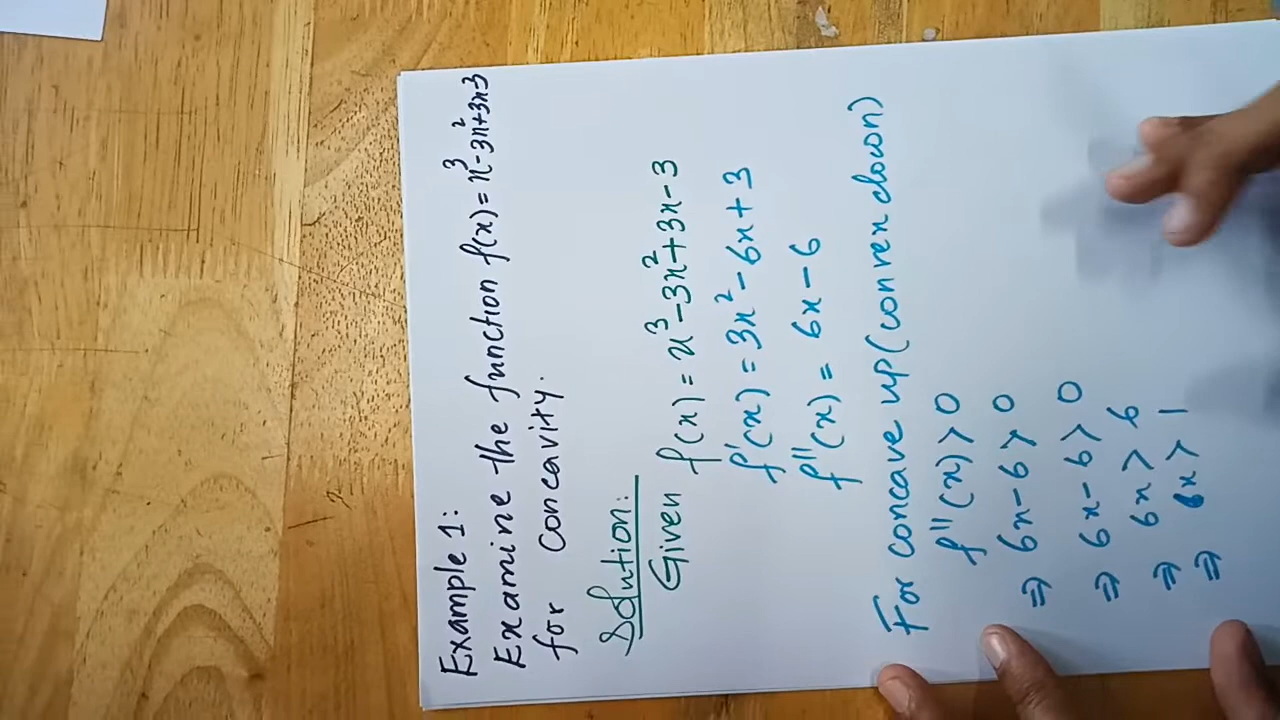 Example 1:
Examine the function f(x) = x³-3x²+3x-3
for concavity.
Solution:
Given f(x) = x³-3x²+3x-3
f'(x) = 3x²-6x+3
f''(x) = 6x-6
For concave up (convex down)
f''(x) > 0
⇒ 6x-6 > 0
⇒ 6x-6 > 0
⇒ 6x > 6
⇒ 6x > 1